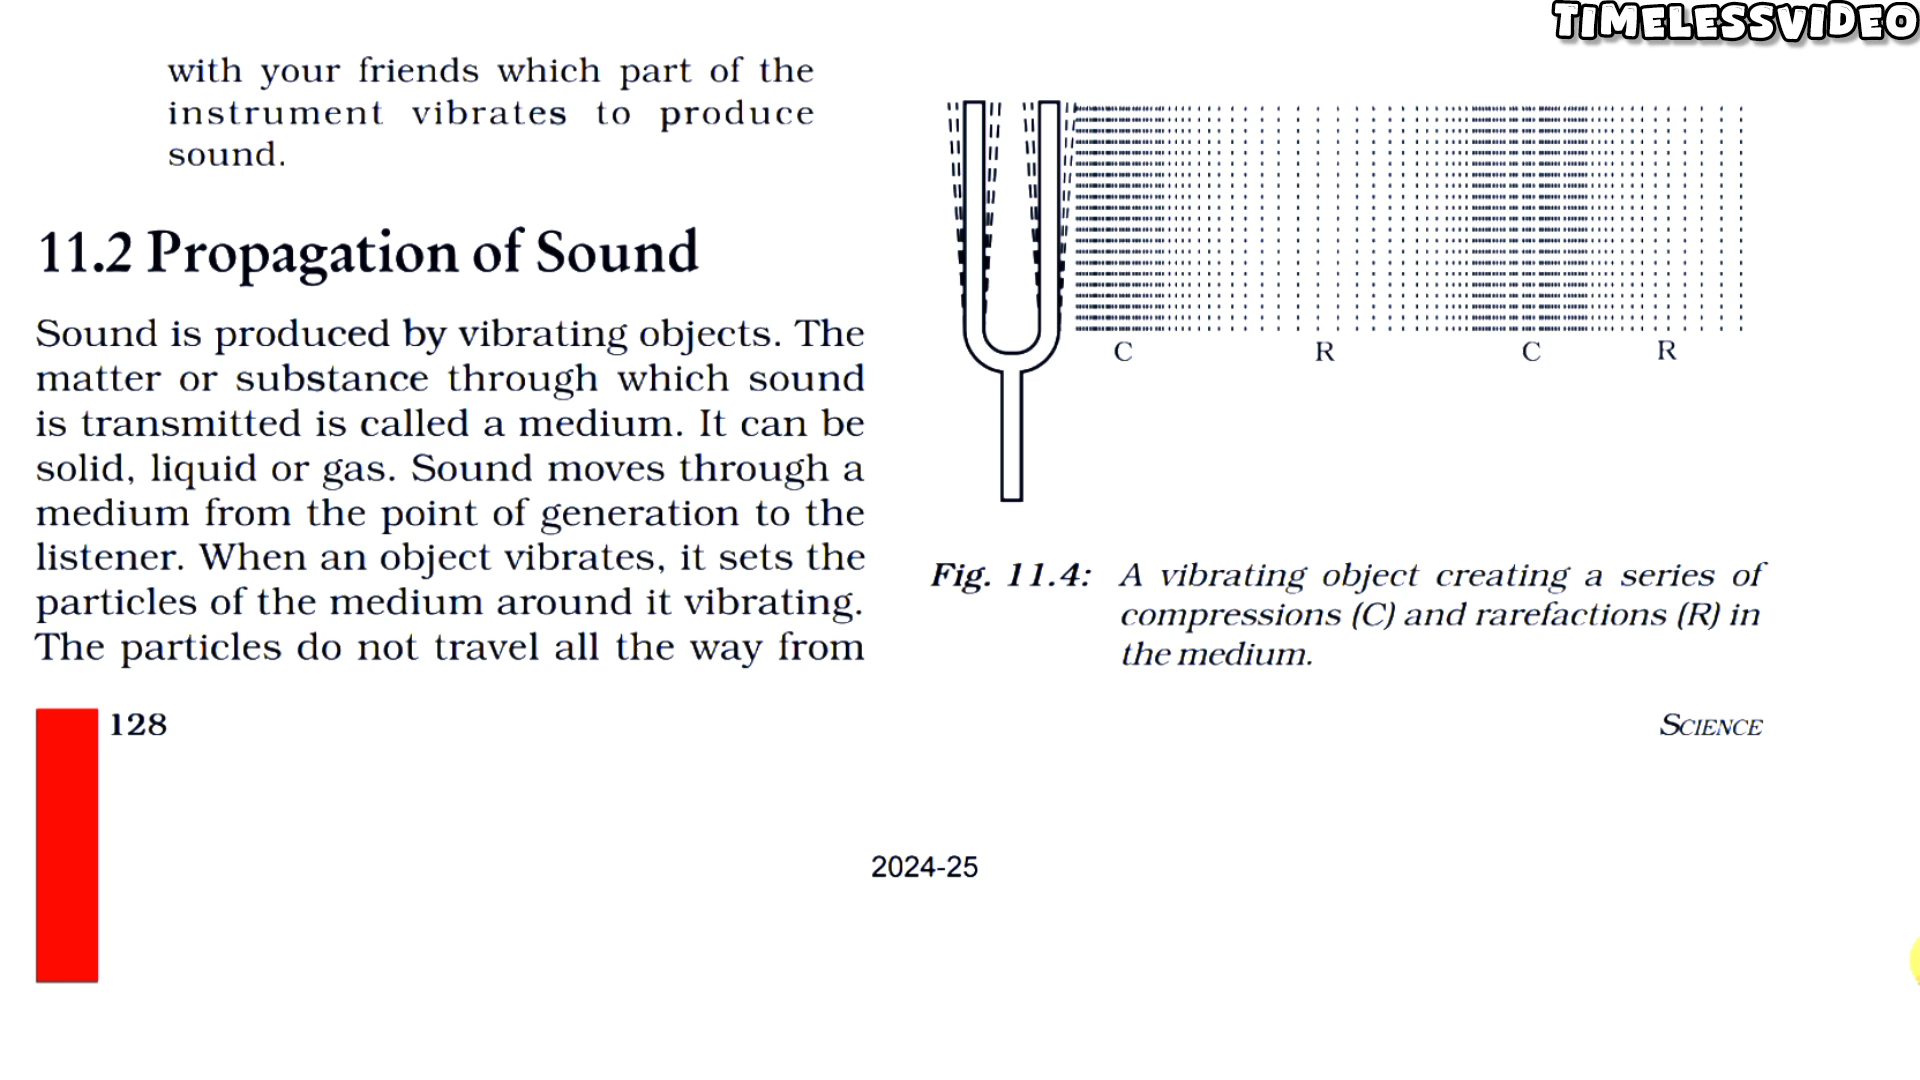 TIMELESSVIDEO
with your friends which part of the
instrument vibrates to produce
sound.
11.2 Propagation of Sound
Sound is produced by vibrating objects. The
matter or substance through which sound
is transmitted is called a medium. It can be
solid, liquid or gas. Sound moves through a
medium from the point of generation to the
listener. When an object vibrates, it sets the
particles of the medium around it vibrating.
The particles do not travel all the way from
C R C R
Fig. 11.4: A vibrating object creating a series of
compressions (C) and rarefactions (R) in
the medium.
128
SCIENCE
2024-25